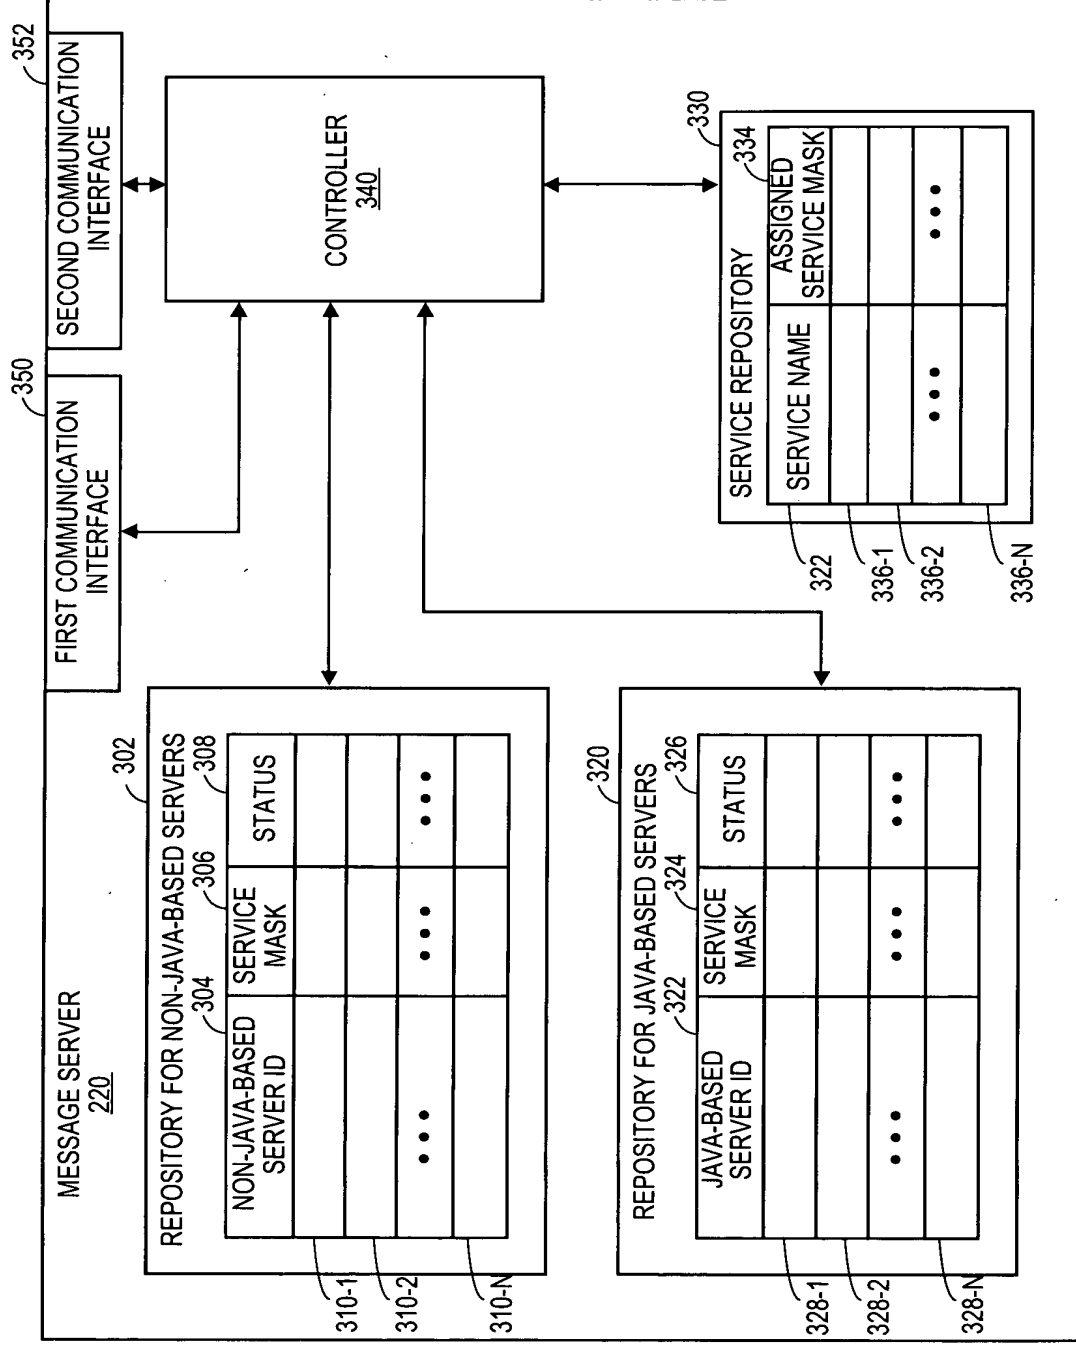 MESSAGE SERVER
220
FIRST COMMUNICATION
INTERFACE
350
SECOND COMMUNICATION
INTERFACE
352
REPOSITORY FOR NON-JAVA-BASED SERVERS
302
NON-JAVA-BASED
SERVER ID
304
SERVICE
MASK
306
STATUS
308
310-1
310-2
310-N
CONTROLLER
340
REPOSITORY FOR JAVA-BASED SERVERS
320
JAVA-BASED
SERVER ID
322
SERVICE
MASK
324
STATUS
326
328-1
328-2
328-N
SERVICE REPOSITORY
330
SERVICE NAME
322
ASSIGNED
SERVICE MASK
334
336-1
336-2
336-N